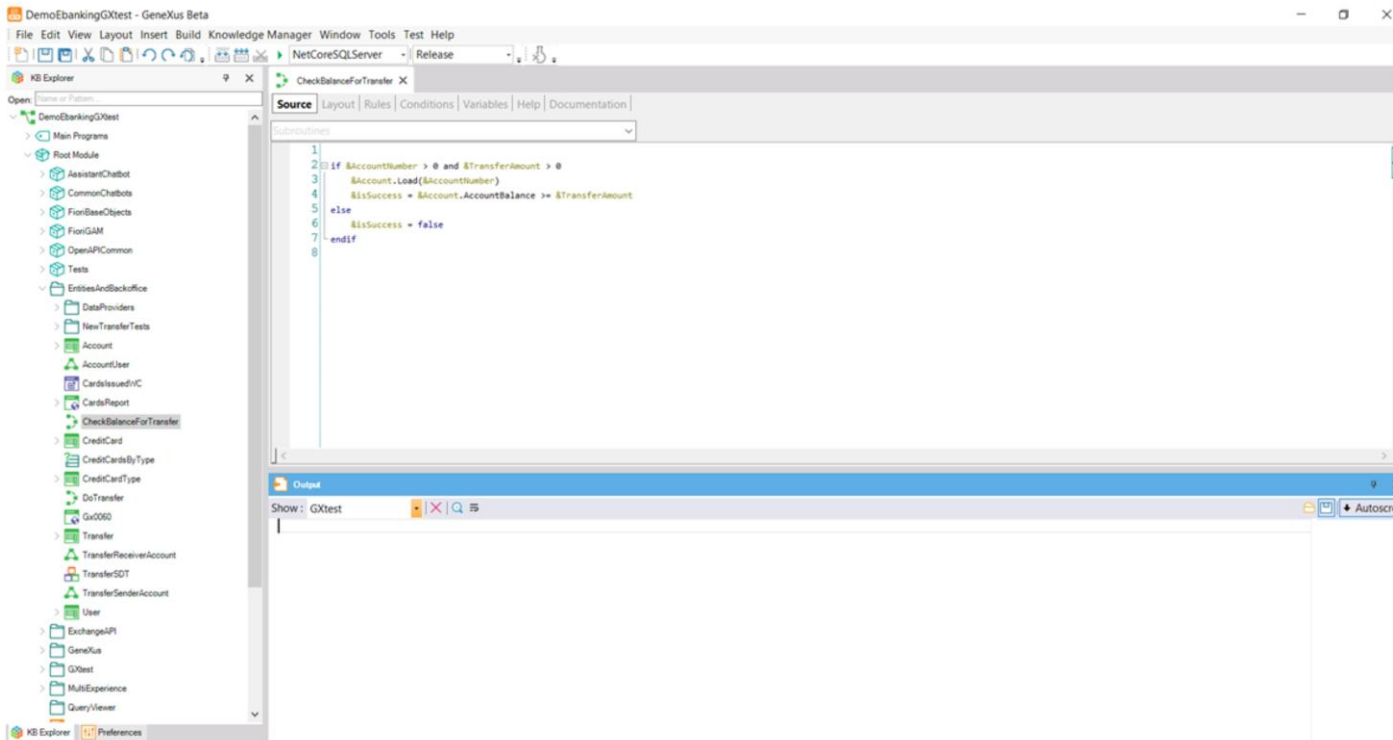 DemoEbankingGXtest - GeneXus Beta
File Edit View Layout Insert Build Knowledge Manager Window Tools Test Help
NetCoreSQLServer Release
KB Explorer
Open: Name or Pattern ...
DemoEbankingGXtest
Main Programs
Root Module
AssistantChatbot
CommonChatbots
FioriBaseObjects
FioriGAM
OpenAPICommon
Tests
EntitiesAndBackoffice
DataProviders
NewTransferTests
Account
AccountUser
CardsIssuedWC
CardsReport
CheckBalanceForTransfer
CreditCard
CreditCardsByType
CreditCardType
DoTransfer
Gx0060
Transfer
TransferReceiverAccount
TransferSDT
TransferSenderAccount
User
ExchangeAPI
GeneXus
GXtest
MultiExperience
QueryViewer
KB Explorer Preferences
CheckBalanceForTransfer
Source Layout Rules Conditions Variables Help Documentation
Subroutines
1
2 if &AccountNumber > 0 and &TransferAmount > 0
3 &Account.Load(&AccountNumber)
4 &isSuccess = &Account.AccountBalance >= &TransferAmount
5 else
6 &isSuccess = false
7 endif
8
Output
Show: GXtest
Autoscr